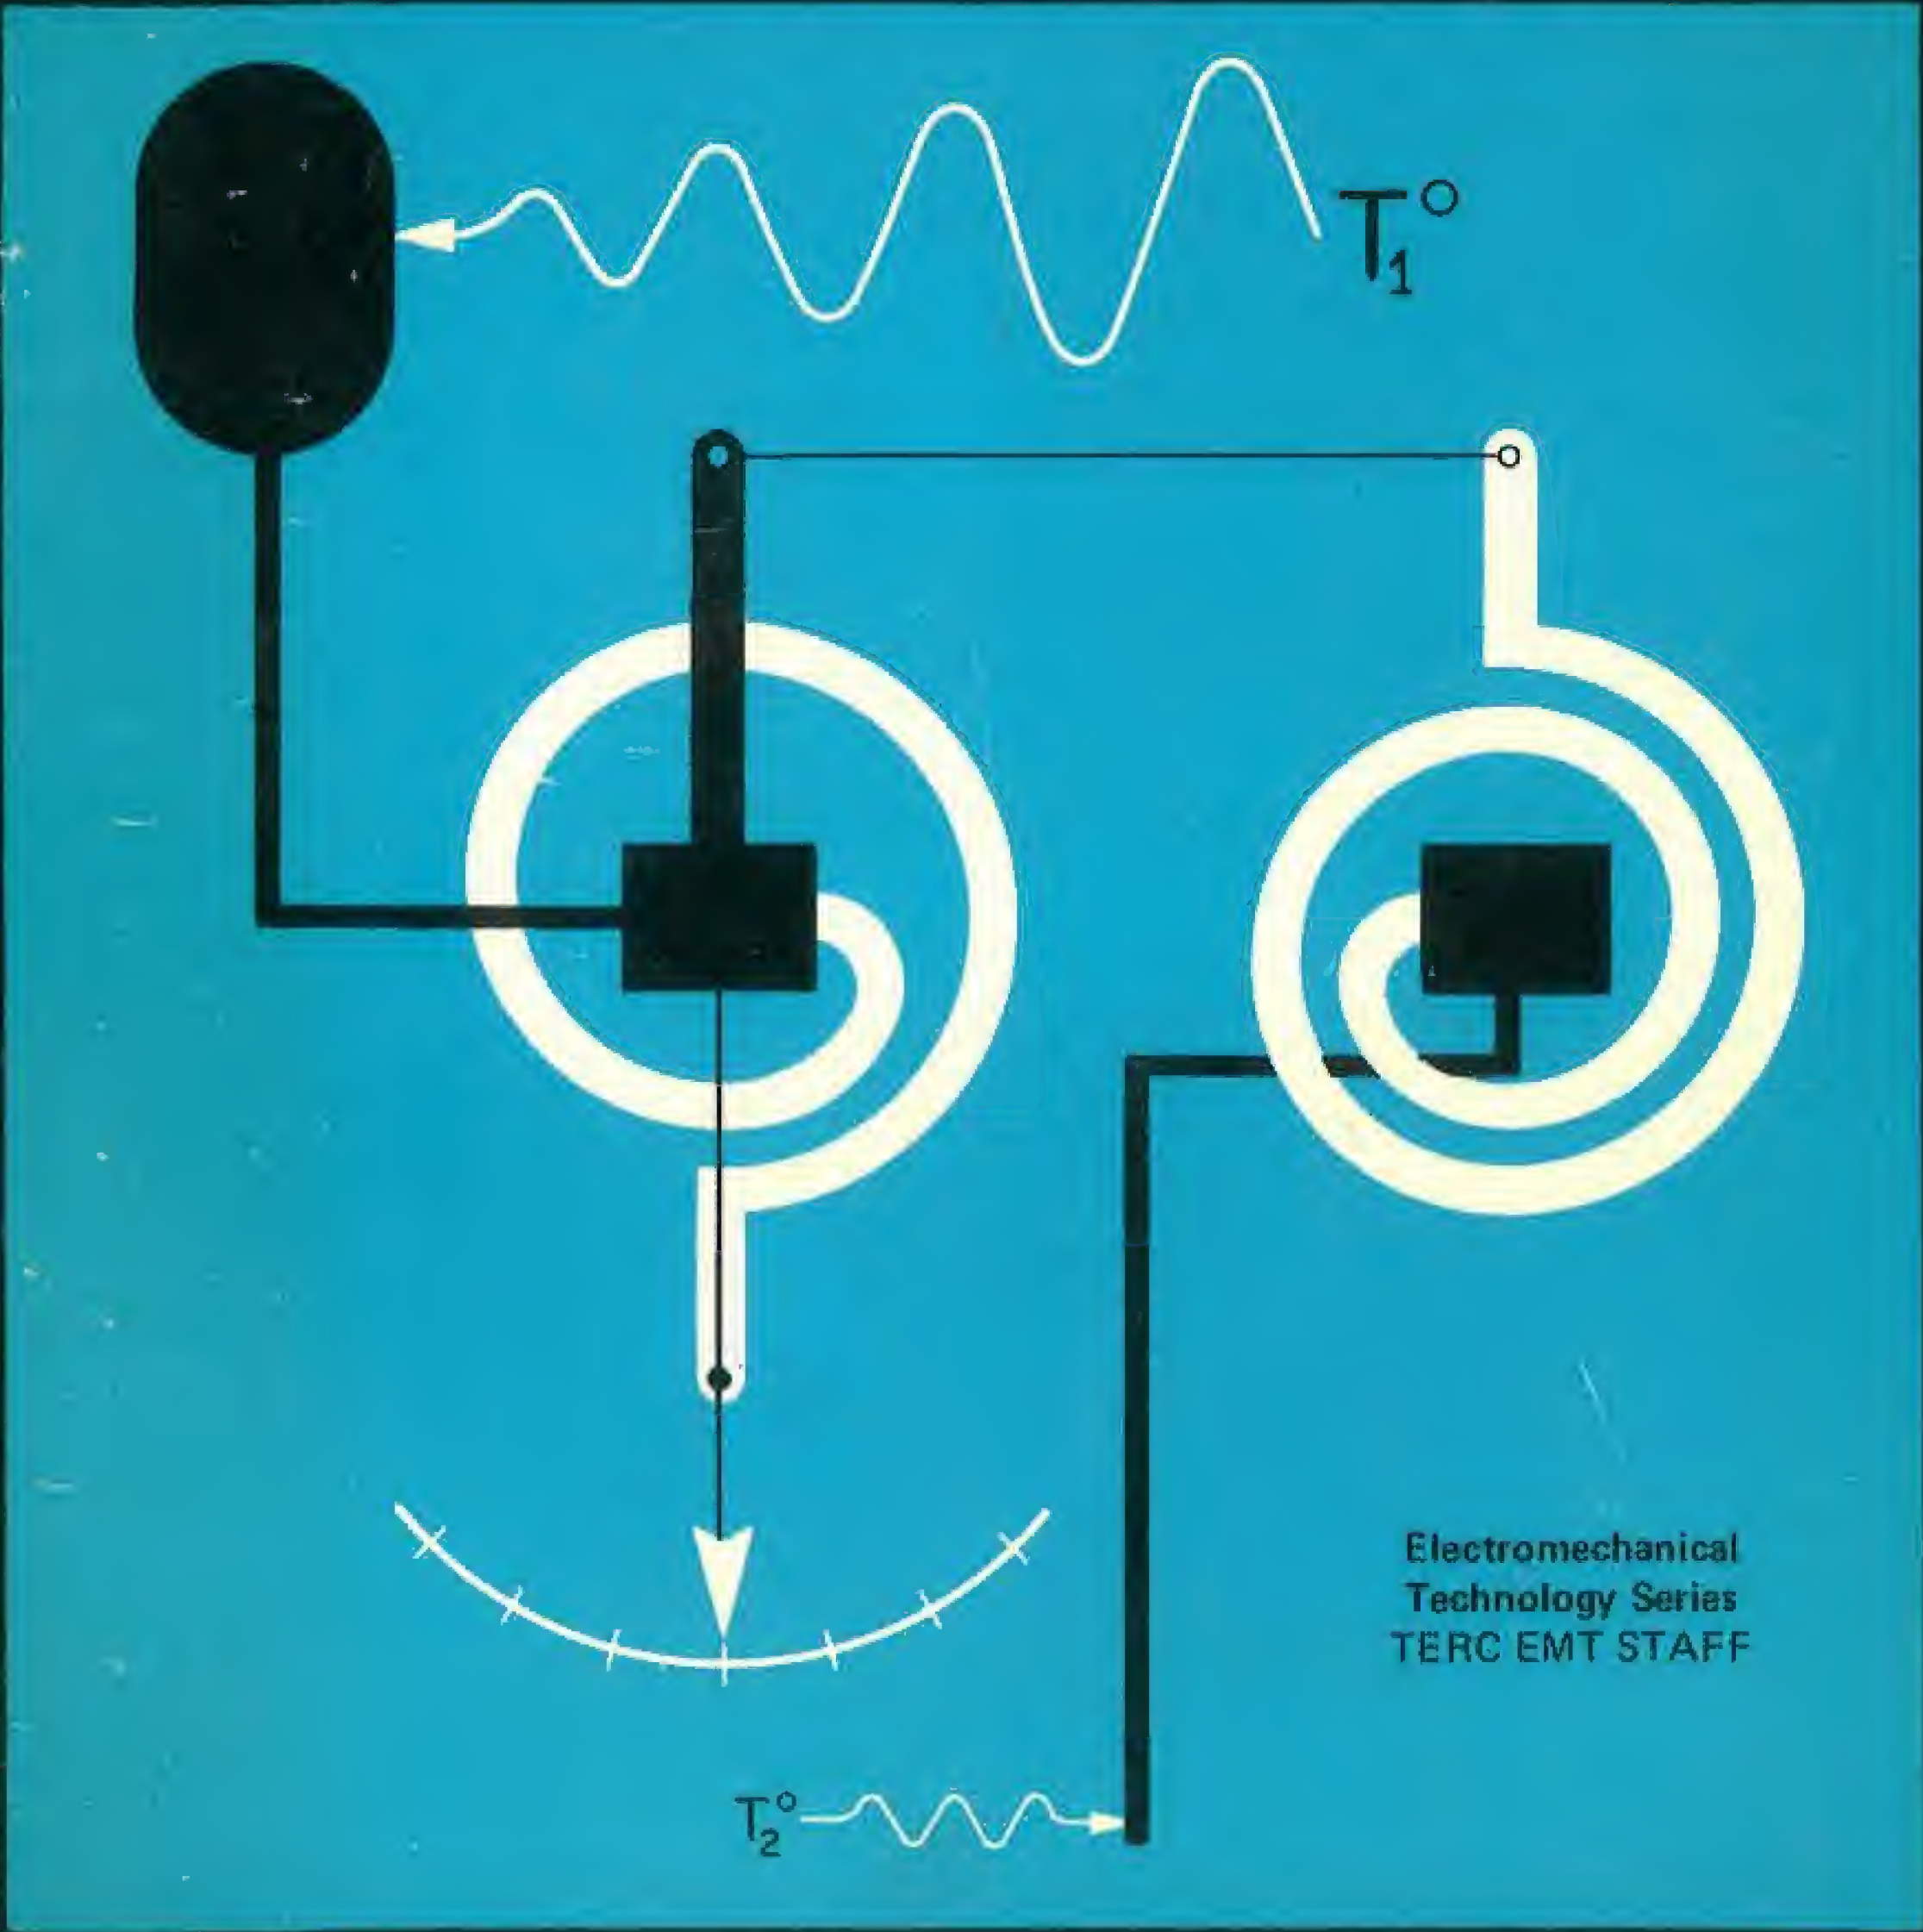 T₁°
Electromechanical
Technology Series
TERC EMT STAFF
T₂°